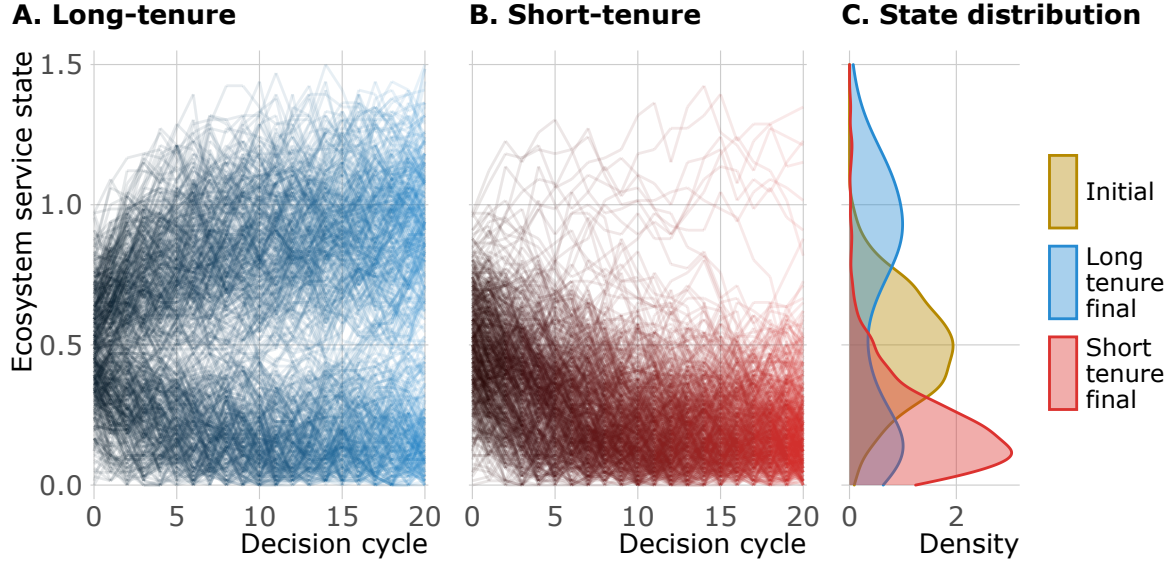 A. Long-tenure
B. Short-tenure
C. State distribution
Ecosystem service state
1.5
1.0
0.5
0.0
0 5 10 15 20
Decision cycle
0 5 10 15 20
Decision cycle
0 2
Density
Initial
Long
tenure
final
Short
tenure
final